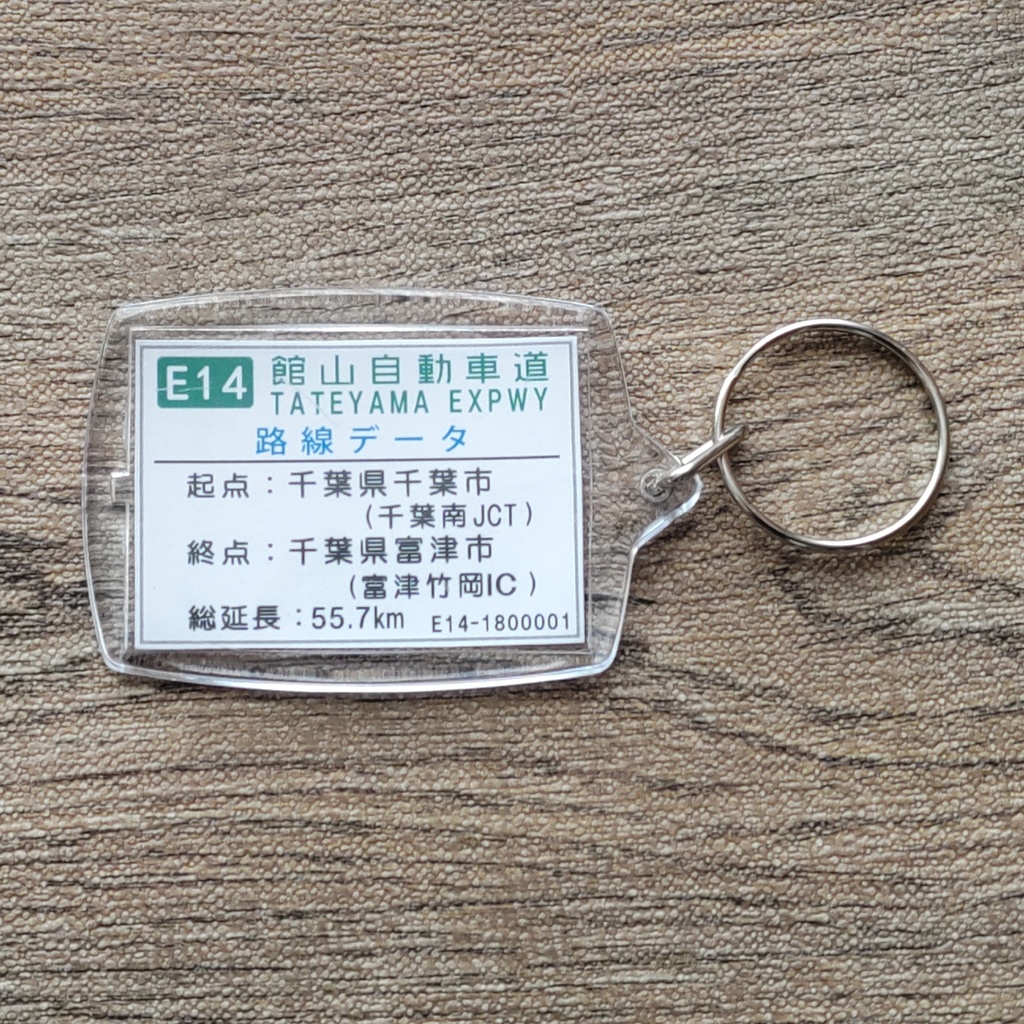 E14 館山自動車道
TATEYAMA EXPWY
路線データ
起点：千葉県千葉市
(千葉南JCT)
終点：千葉県富津市
(富津竹岡IC)
総延長：55.7km E14-1800001